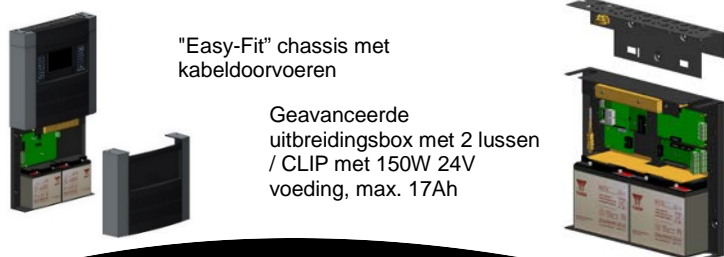 "Easy-Fit” chassis met
kabeldoorvoeren
Geavanceerde
uitbreidingsbox met 2 lussen
/ CLIP met 150W 24V
voeding, max. 17Ah